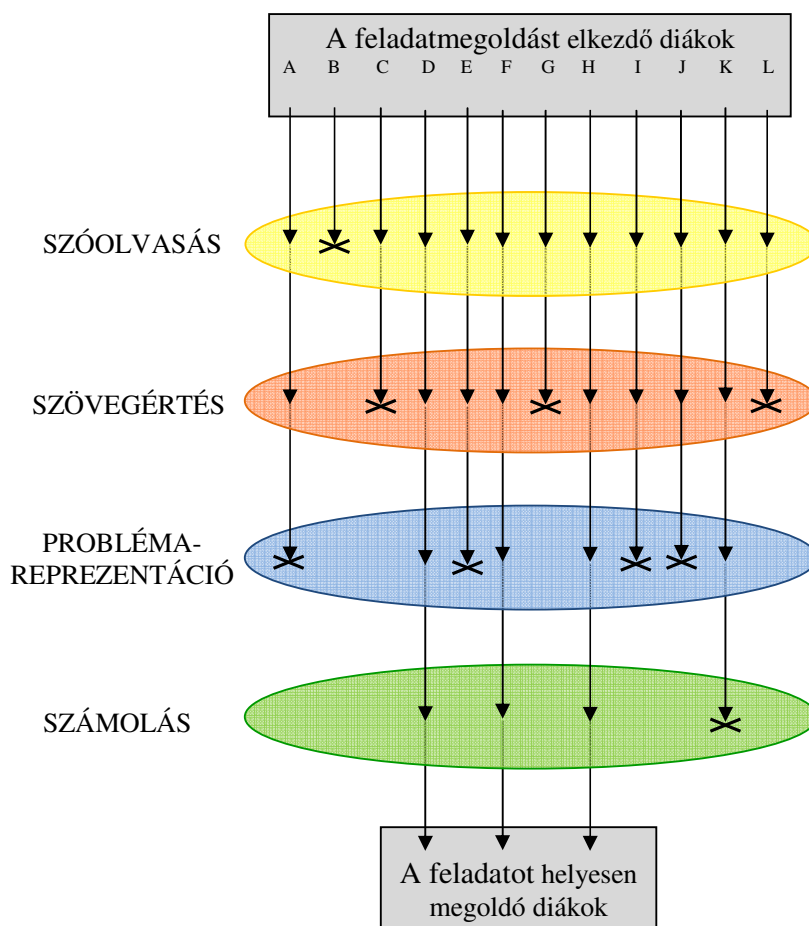 A feladatmegoldást elkezdő diákok
A B C D E F G H I J K L
SZÓOLVASÁS
SZÖVEGÉRTÉS
PROBLÉMA-
REPREZENTÁCIÓ
SZÁMOLÁS
A feladatot helyesen
megoldó diákok